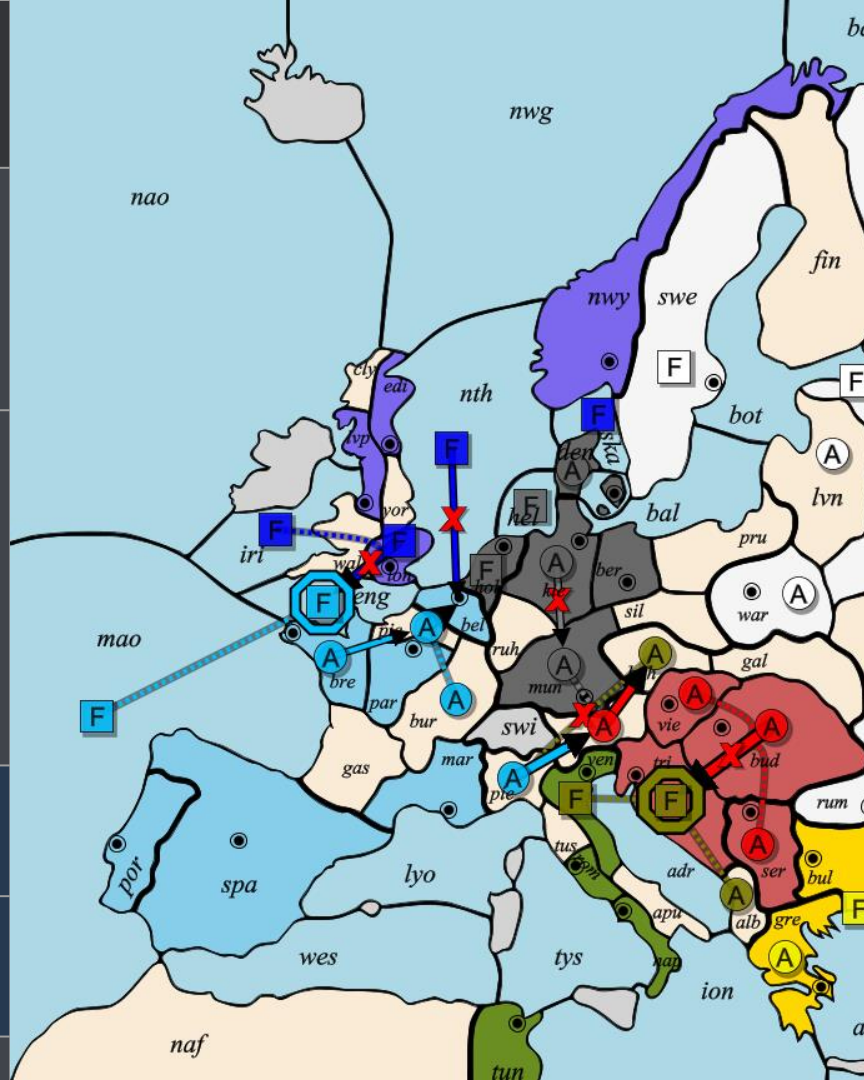 ba
nwg
nao
fin
nwy swe
cly
edi
nth
F
F
bot
F
lvp
den
ska
A
A
F
lvn
F
hel
bal
yor
F
F
iri
wal
lon
pru
F
A
ber
hol
kie
war
A
F
eng
sil
mao
pic
A
bel
ruh
A
gal
A
bre
mun
A
boh
par
A
A
F
bur
swi
vie
A
A
mar
ven
tri
bud
gas
A
pie
F
F
rum
por
tus
A
ser
bul
spa
lyo
rom
adr
A
F
apu
alb
gre
wes
tys
nap
A
ion
naf
a
tun